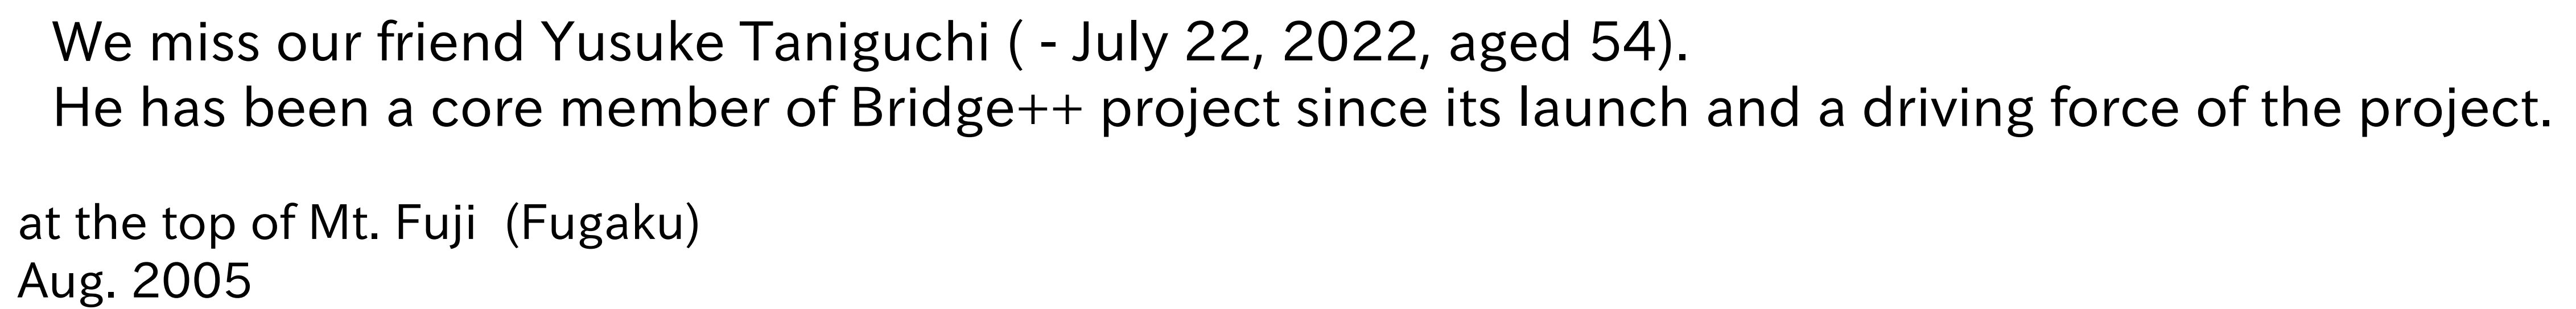 We miss our friend Yusuke Taniguchi ( - July 22, 2022, aged 54).
He has been a core member of Bridge++ project since its launch and a driving force of the project.
at the top of Mt. Fuji (Fugaku)
Aug. 2005